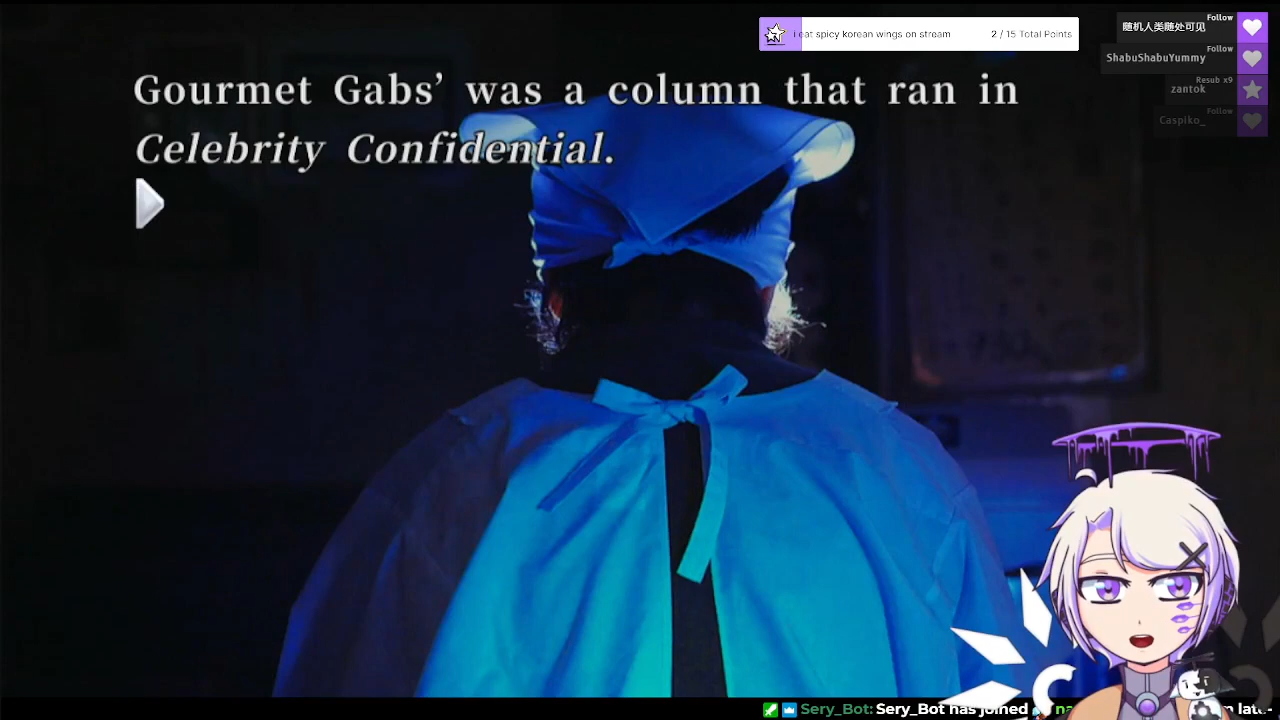 Gourmet Gabs’ was a column that ran in
Celebrity Confidential.
i eat spicy korean wings on stream
2 / 15 Total Points
Follow
随机人类随处可见
Follow
ShabuShabuYummy
Resub x9
zantok
Follow
Caspiko_
Sery_Bot: Sery_Bot has joined
late-